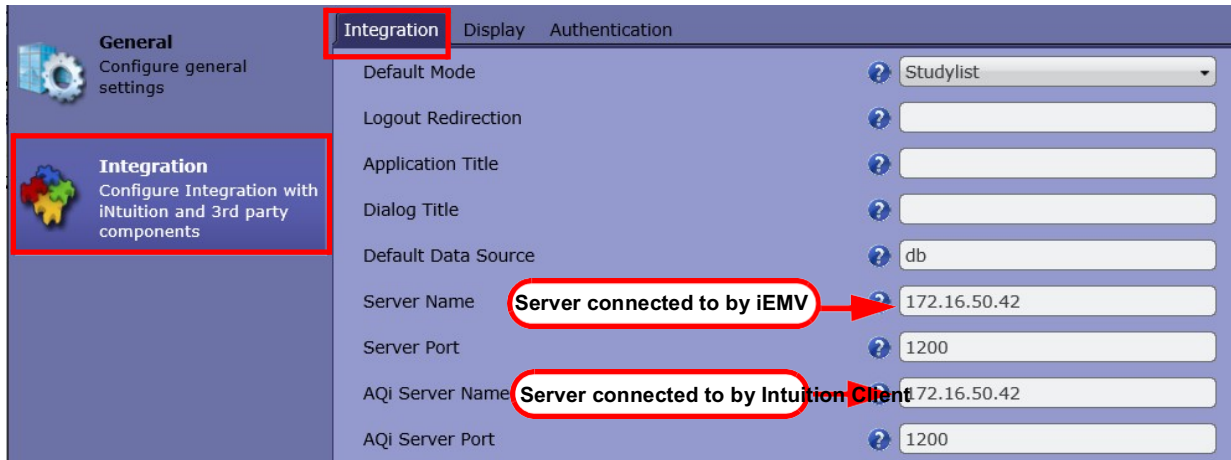 General
Configure general
settings
Integration
Configure Integration with
iNtuition and 3rd party
components
Integration Display Authentication
Default Mode
Studylist
Logout Redirection
Application Title
Dialog Title
Default Data Source
db
Server Name
Server connected to by iEMV
172.16.50.42
Server Port
1200
AQi Server Name
Server connected to by Intuition Client
172.16.50.42
AQi Server Port
1200